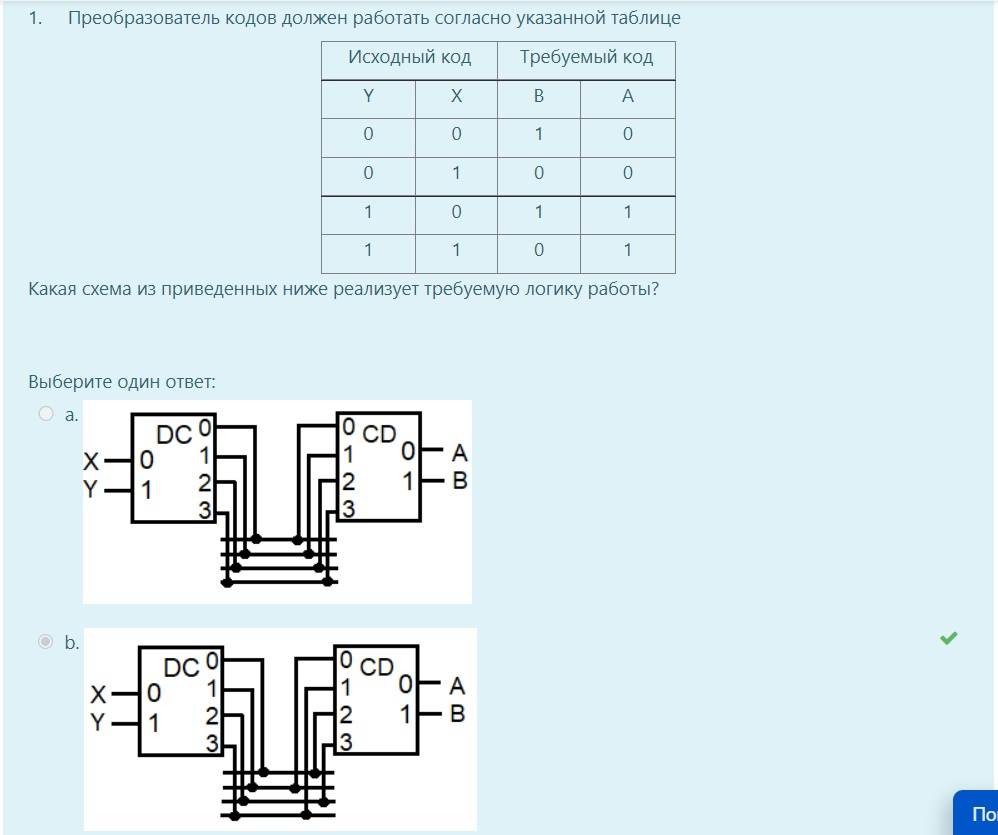 1. Преобразователь кодов должен работать согласно указанной таблице
Исходный код Требуемый код
Y X B A
0 0 1 0
0 1 0 0
1 0 1 1
1 1 0 1
Какая схема из приведенных ниже реализует требуемую логику работы?
Выберите один ответ:
a.
DC 0 0 CD
X 0 1 1 0 A
Y 1 2 2 1 B
3 3
b.
DC 0 0 CD
X 0 1 1 0 A
Y 1 2 2 1 B
3 3
По